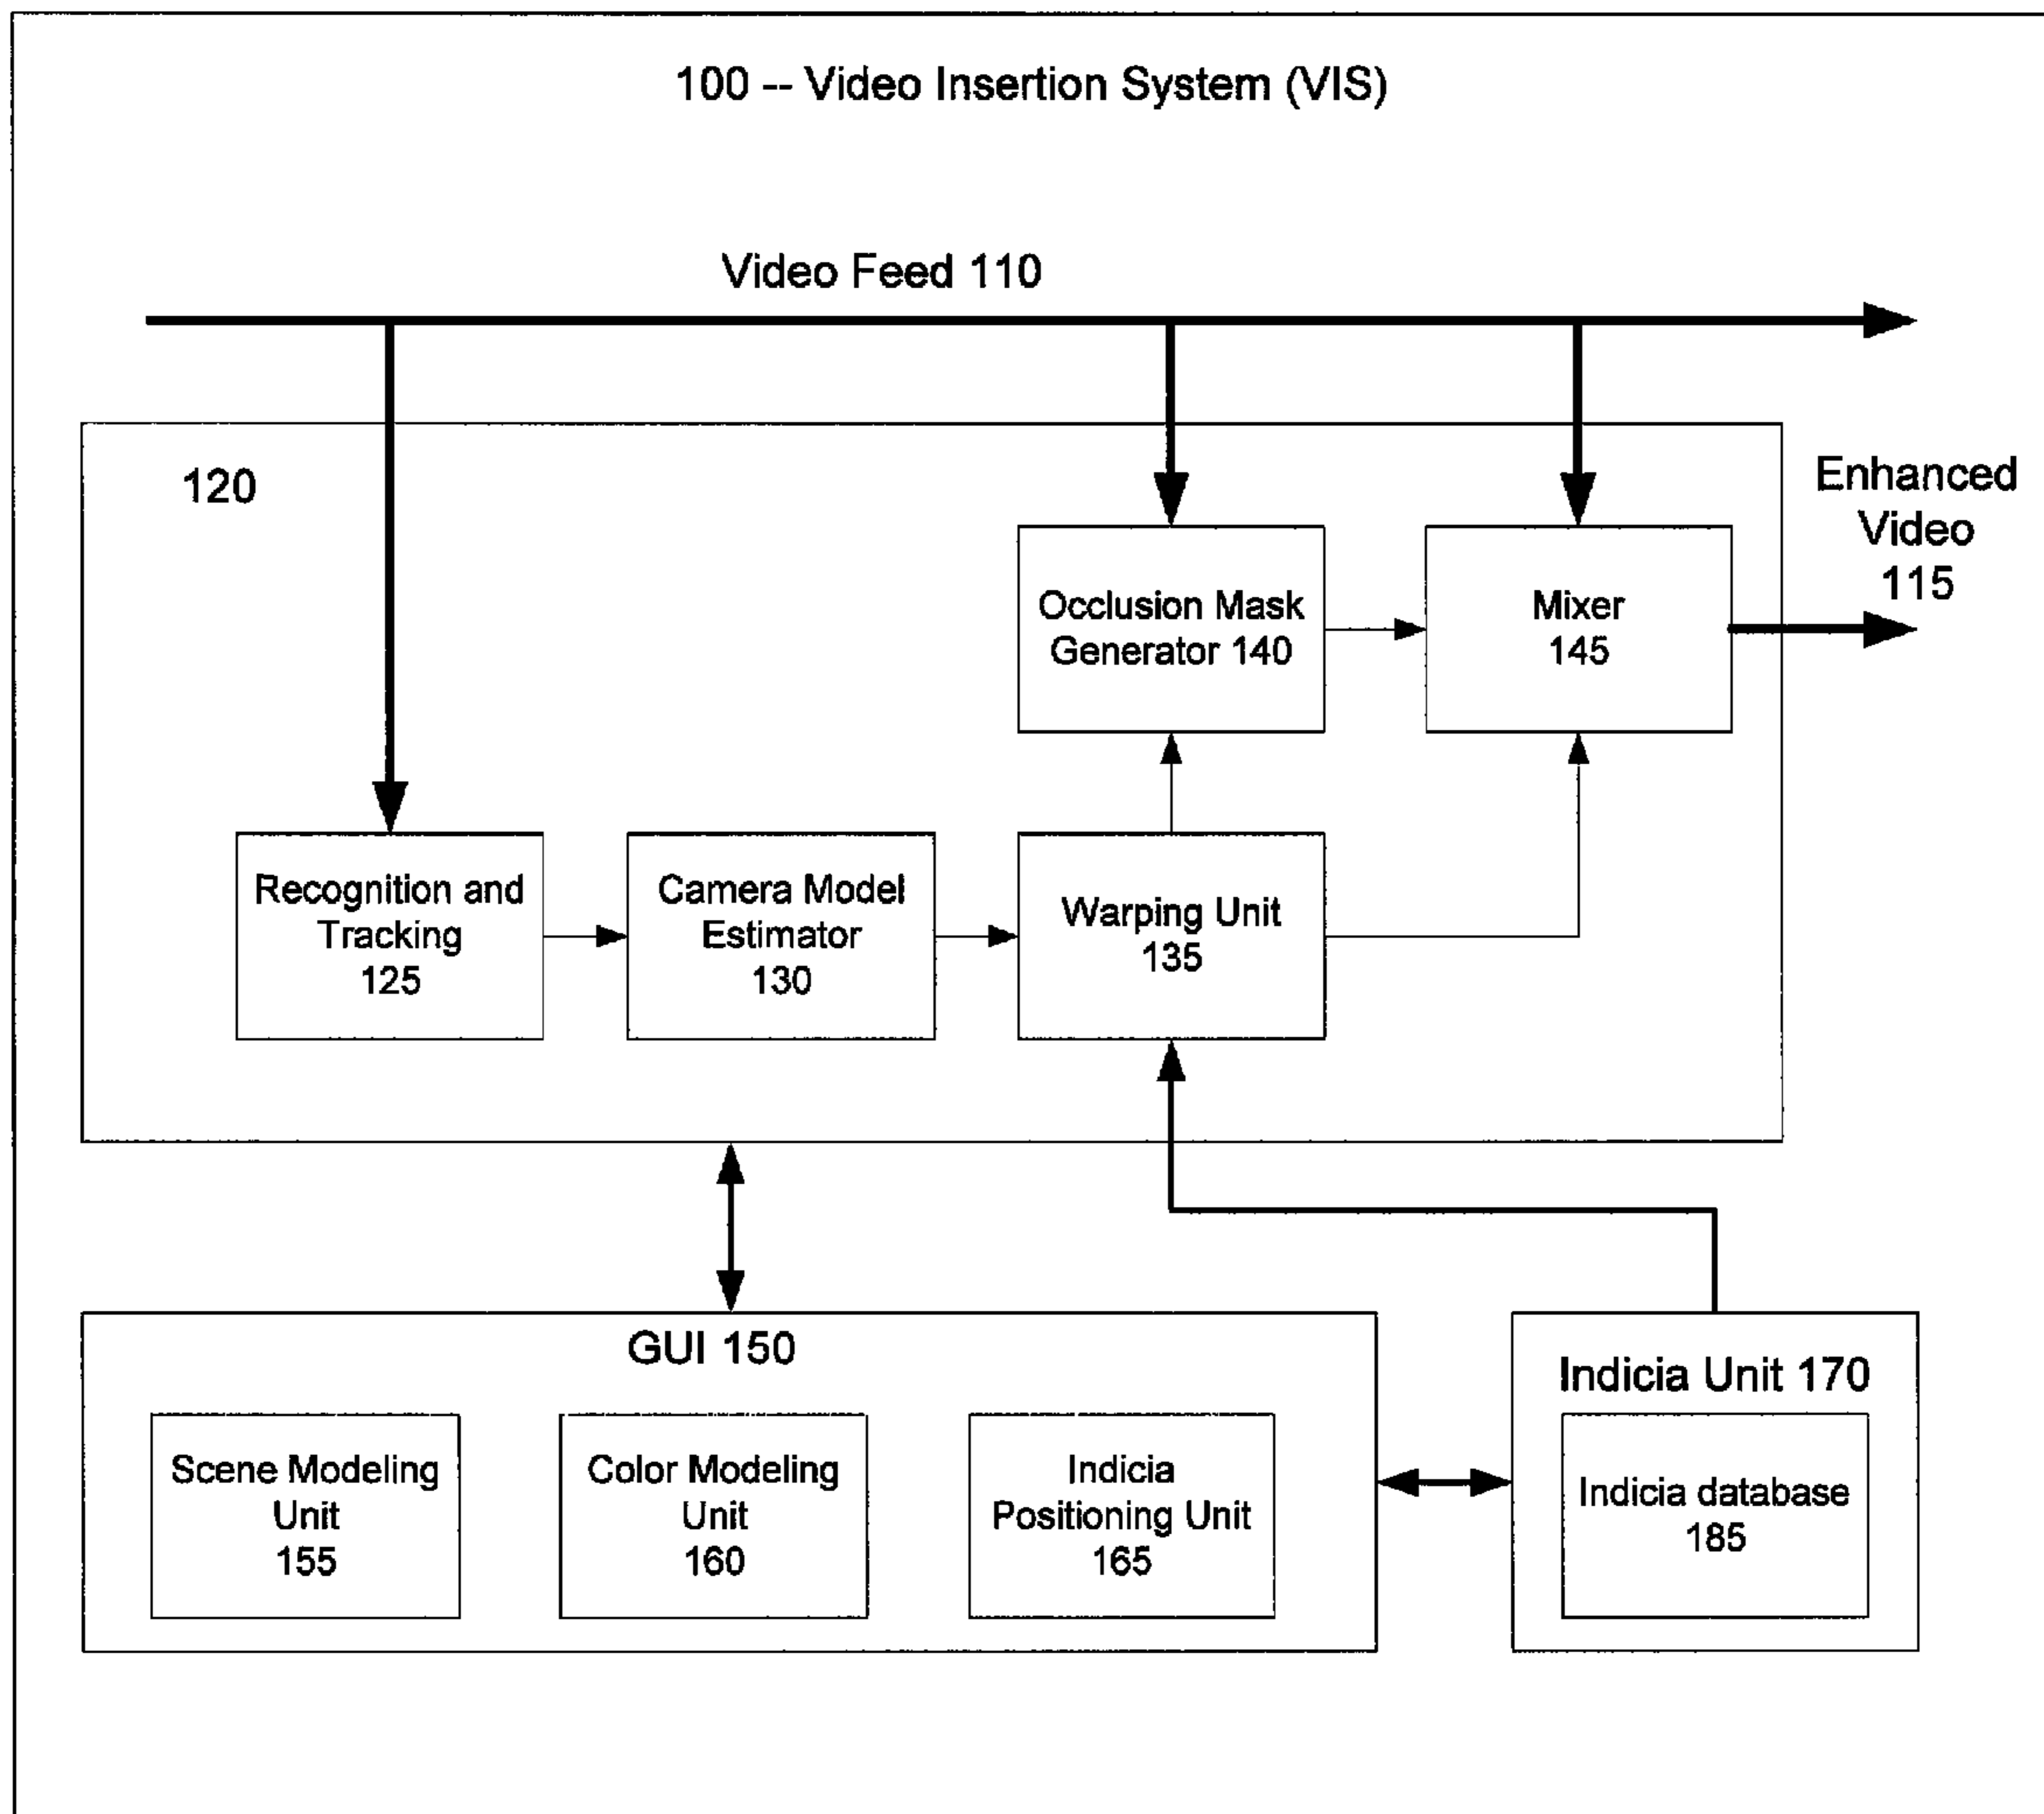 100 -- Video Insertion System (VIS)
Video Feed 110
120
Enhanced
Video
115
Occlusion Mask
Generator 140
Mixer
145
Recognition and
Tracking
125
Camera Model
Estimator
130
Warping Unit
135
GUI 150
Scene Modeling
Unit
155
Color Modeling
Unit
160
Indicia
Positioning Unit
165
Indicia Unit 170
Indicia database
185